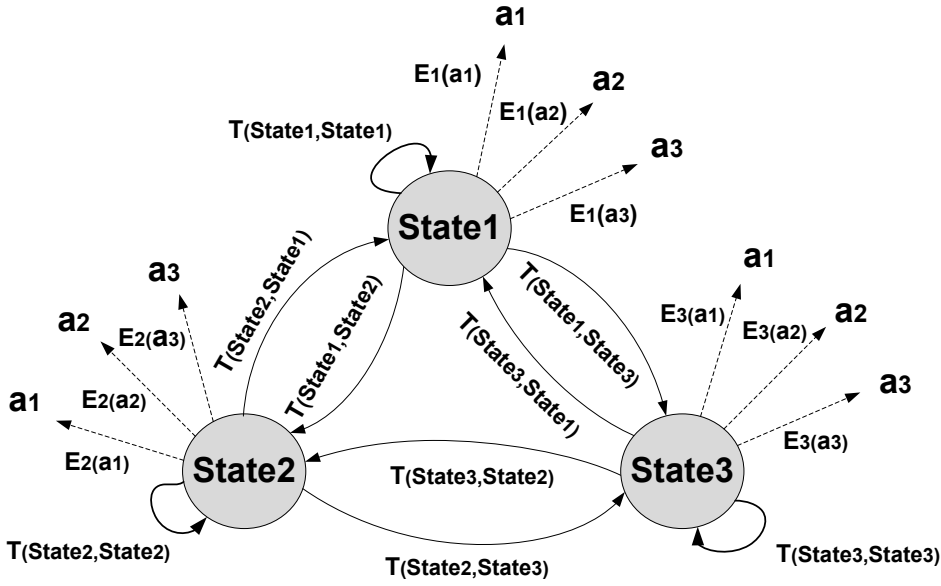 a1
E1(a1)
a2
E1(a2)
T(State1,State1)
a3
E1(a3)
State1
T(State2,State1)
T(State1,State2)
T(State1,State3)
T(State3,State1)
a3
E2(a3)
a2
E2(a2)
a1
E2(a1)
a1
E3(a1)
a2
E3(a2)
a3
E3(a3)
State2
T(State3,State2)
State3
T(State2,State2)
T(State2,State3)
T(State3,State3)